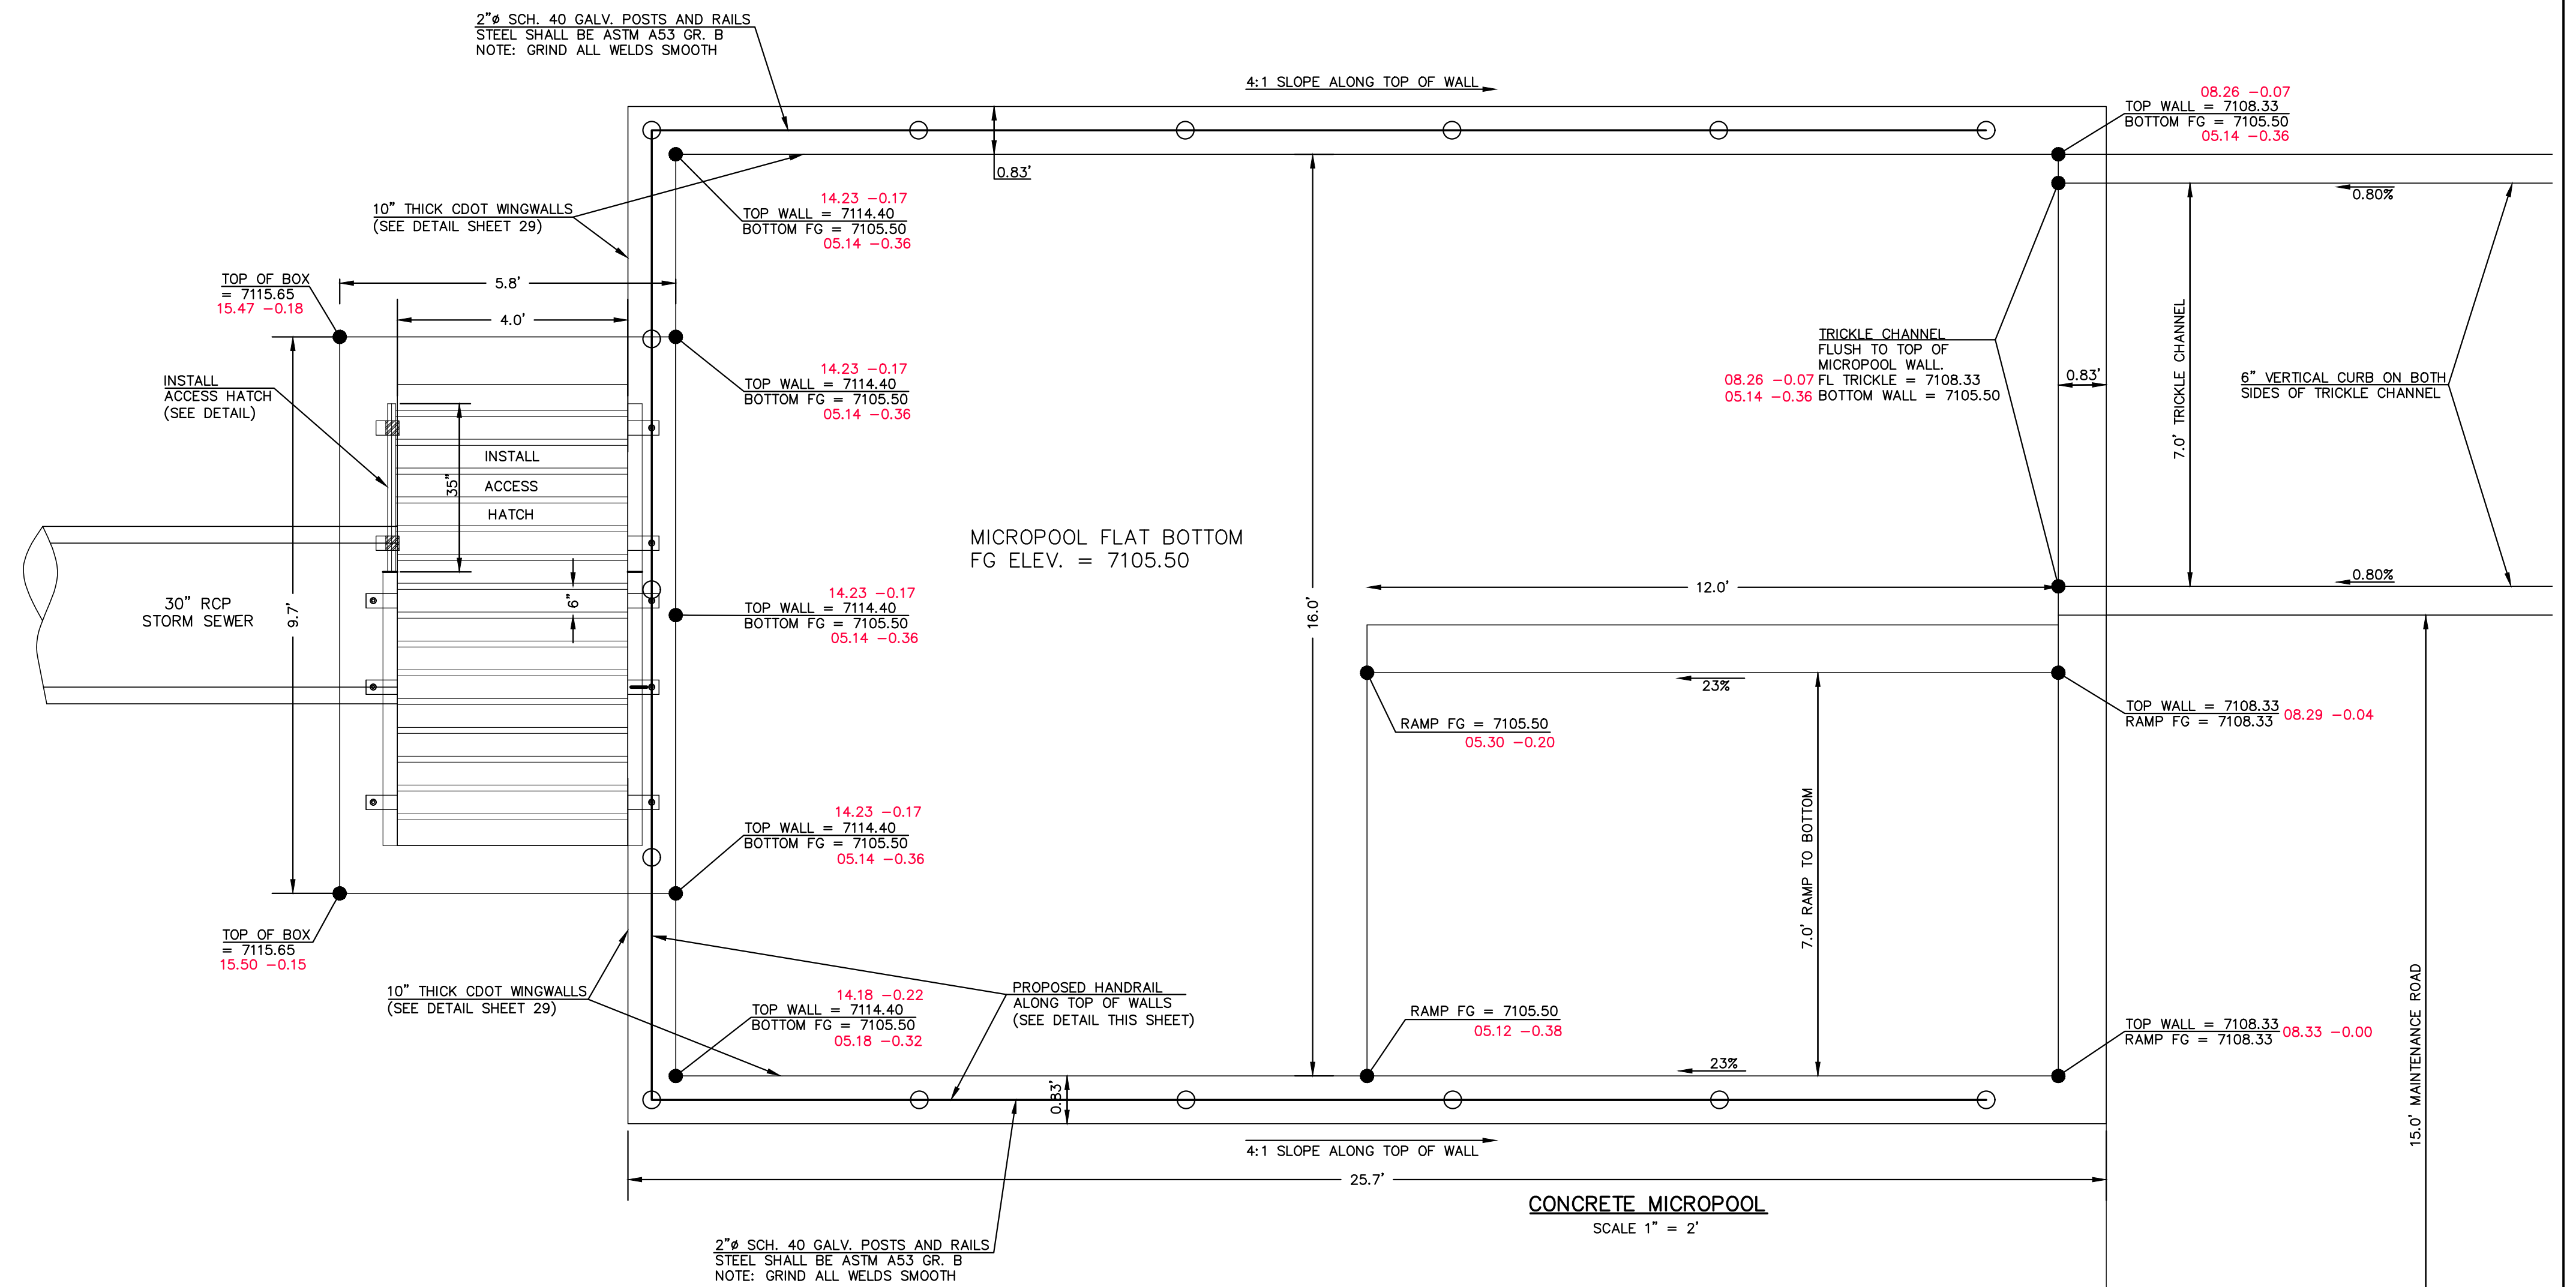 2"ø SCH. 40 GALV. POSTS AND RAILS
STEEL SHALL BE ASTM A53 GR. B
NOTE: GRIND ALL WELDS SMOOTH
4:1 SLOPE ALONG TOP OF WALL
08.26 -0.07
TOP WALL = 7108.33
BOTTOM FG = 7105.50
05.14 -0.36
0.83'
10" THICK CDOT WINGWALLS
(SEE DETAIL SHEET 29)
14.23 -0.17
TOP WALL = 7114.40
BOTTOM FG = 7105.50
05.14 -0.36
0.80%
TOP OF BOX
= 7115.65
15.47 -0.18
5.8'
4.0'
INSTALL
ACCESS HATCH
(SEE DETAIL)
14.23 -0.17
TOP WALL = 7114.40
BOTTOM FG = 7105.50
05.14 -0.36
TRICKLE CHANNEL
FLUSH TO TOP OF
MICROPOOL WALL.
08.26 -0.07 FL TRICKLE = 7108.33
05.14 -0.36 BOTTOM WALL = 7105.50
0.83'
7.0' TRICKLE CHANNEL
6" VERTICAL CURB ON BOTH
SIDES OF TRICKLE CHANNEL
35"
INSTALL
ACCESS
HATCH
MICROPOOL FLAT BOTTOM
FG ELEV. = 7105.50
30" RCP
STORM SEWER
9.7'
6"
14.23 -0.17
TOP WALL = 7114.40
BOTTOM FG = 7105.50
05.14 -0.36
16.0'
12.0'
0.80%
23%
RAMP FG = 7105.50
05.30 -0.20
TOP WALL = 7108.33
RAMP FG = 7108.33
08.29 -0.04
14.23 -0.17
TOP WALL = 7114.40
BOTTOM FG = 7105.50
05.14 -0.36
7.0' RAMP TO BOTTOM
TOP OF BOX
= 7115.65
15.50 -0.15
10" THICK CDOT WINGWALLS
(SEE DETAIL SHEET 29)
14.18 -0.22
TOP WALL = 7114.40
BOTTOM FG = 7105.50
05.18 -0.32
PROPOSED HANDRAIL
ALONG TOP OF WALLS
(SEE DETAIL THIS SHEET)
RAMP FG = 7105.50
05.12 -0.38
TOP WALL = 7108.33
RAMP FG = 7108.33
08.33 -0.00
15.0' MAINTENANCE ROAD
23%
0.83'
4:1 SLOPE ALONG TOP OF WALL
25.7'
CONCRETE MICROPOOL
SCALE 1" = 2'
2"ø SCH. 40 GALV. POSTS AND RAILS
STEEL SHALL BE ASTM A53 GR. B
NOTE: GRIND ALL WELDS SMOOTH